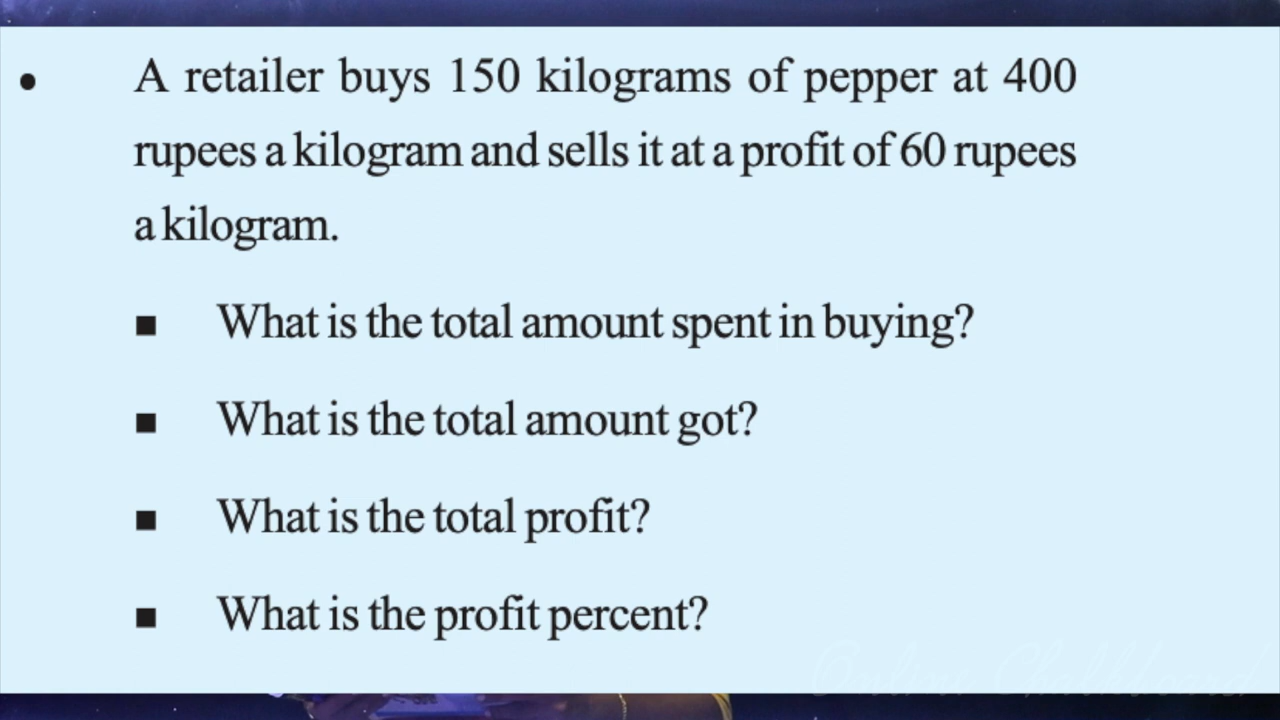 • A retailer buys 150 kilograms of pepper at 400
rupees a kilogram and sells it at a profit of 60 rupees
a kilogram.
■ What is the total amount spent in buying?
■ What is the total amount got?
■ What is the total profit?
■ What is the profit percent?
Online Chalkboard